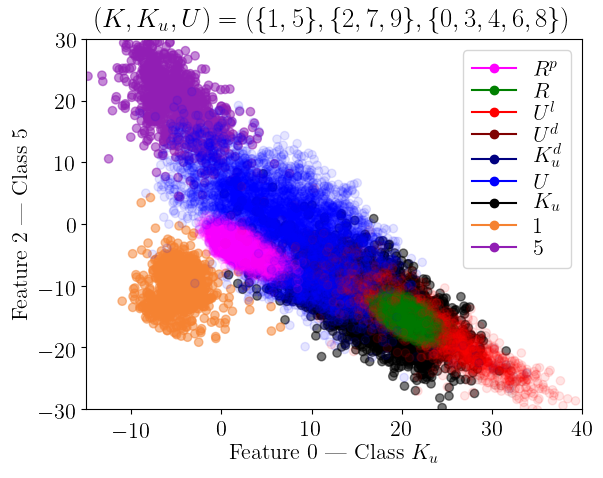 (K, K_u, U) = ({1, 5}, {2, 7, 9}, {0, 3, 4, 6, 8})
30
20
10
0
−10
−20
−30
Feature 2 — Class 5
R^p
R
U^l
U^d
K_u^d
U
K_u
1
5
−10
0
10
20
30
40
Feature 0 — Class K_u